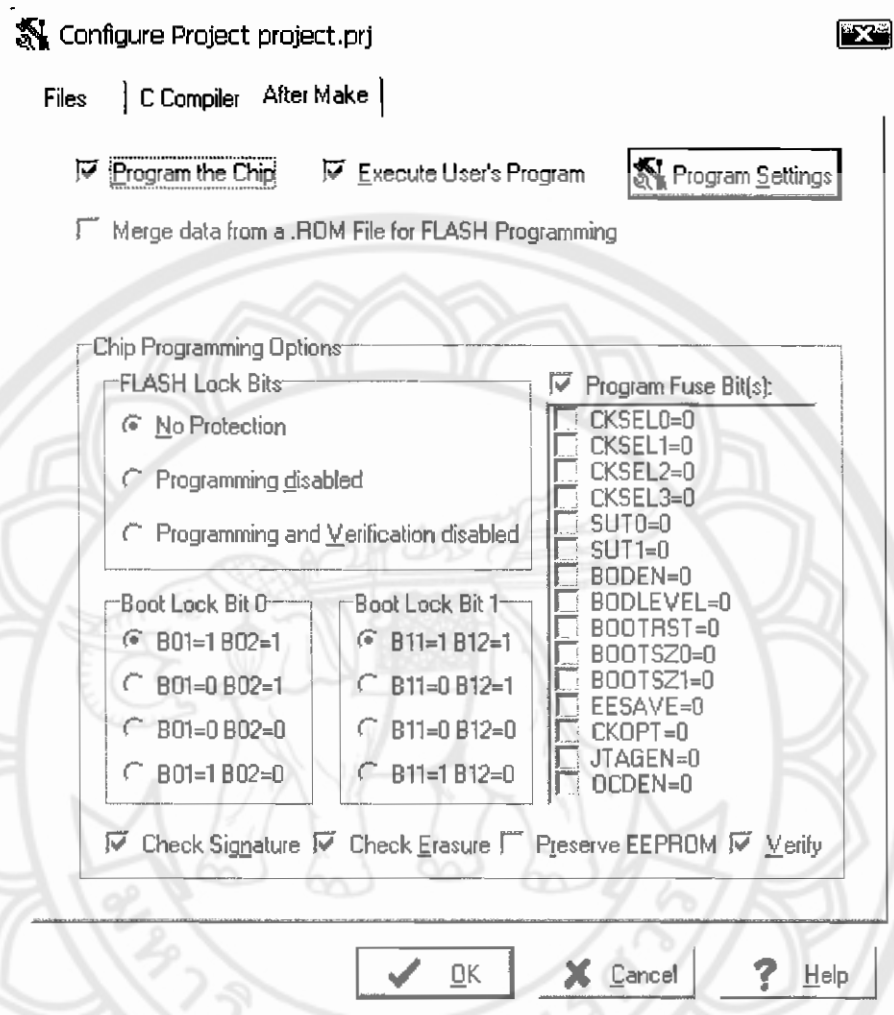 Configure Project project.prj
Files C Compiler After Make
Program the Chip Execute User's Program Program Settings
Merge data from a .ROM File for FLASH Programming
Chip Programming Options
FLASH Lock Bits
No Protection
Programming disabled
Programming and Verification disabled
Boot Lock Bit 0
B01=1 B02=1
B01=0 B02=1
B01=0 B02=0
B01=1 B02=0
Boot Lock Bit 1
B11=1 B12=1
B11=0 B12=1
B11=0 B12=0
B11=1 B12=0
Program Fuse Bit(s):
CKSEL0=0
CKSEL1=0
CKSEL2=0
CKSEL3=0
SUT0=0
SUT1=0
BODEN=0
BODLEVEL=0
BOOTRST=0
BOOTSZ0=0
BOOTSZ1=0
EESAVE=0
CKOPT=0
JTAGEN=0
OCDEN=0
Check Signature Check Erasure Preserve EEPROM Verify
OK Cancel Help